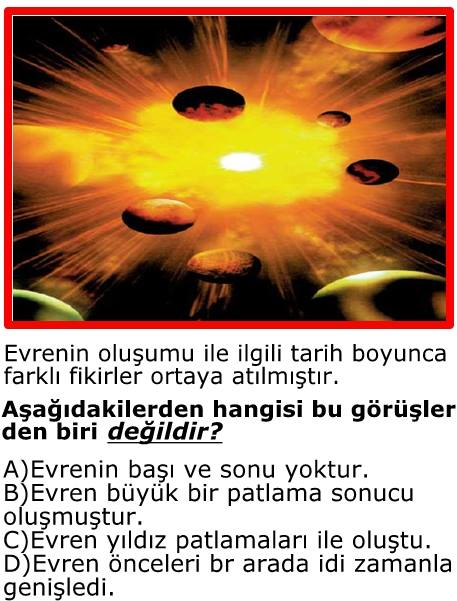 Evrenin oluşumu ile ilgili tarih boyunca
farklı fikirler ortaya atılmıştır.
Aşağıdakilerden hangisi bu görüşler
den biri değildir?
A)Evrenin başı ve sonu yoktur.
B)Evren büyük bir patlama sonucu
oluşmuştur.
C)Evren yıldız patlamaları ile oluştu.
D)Evren önceleri br arada idi zamanla
genişledi.